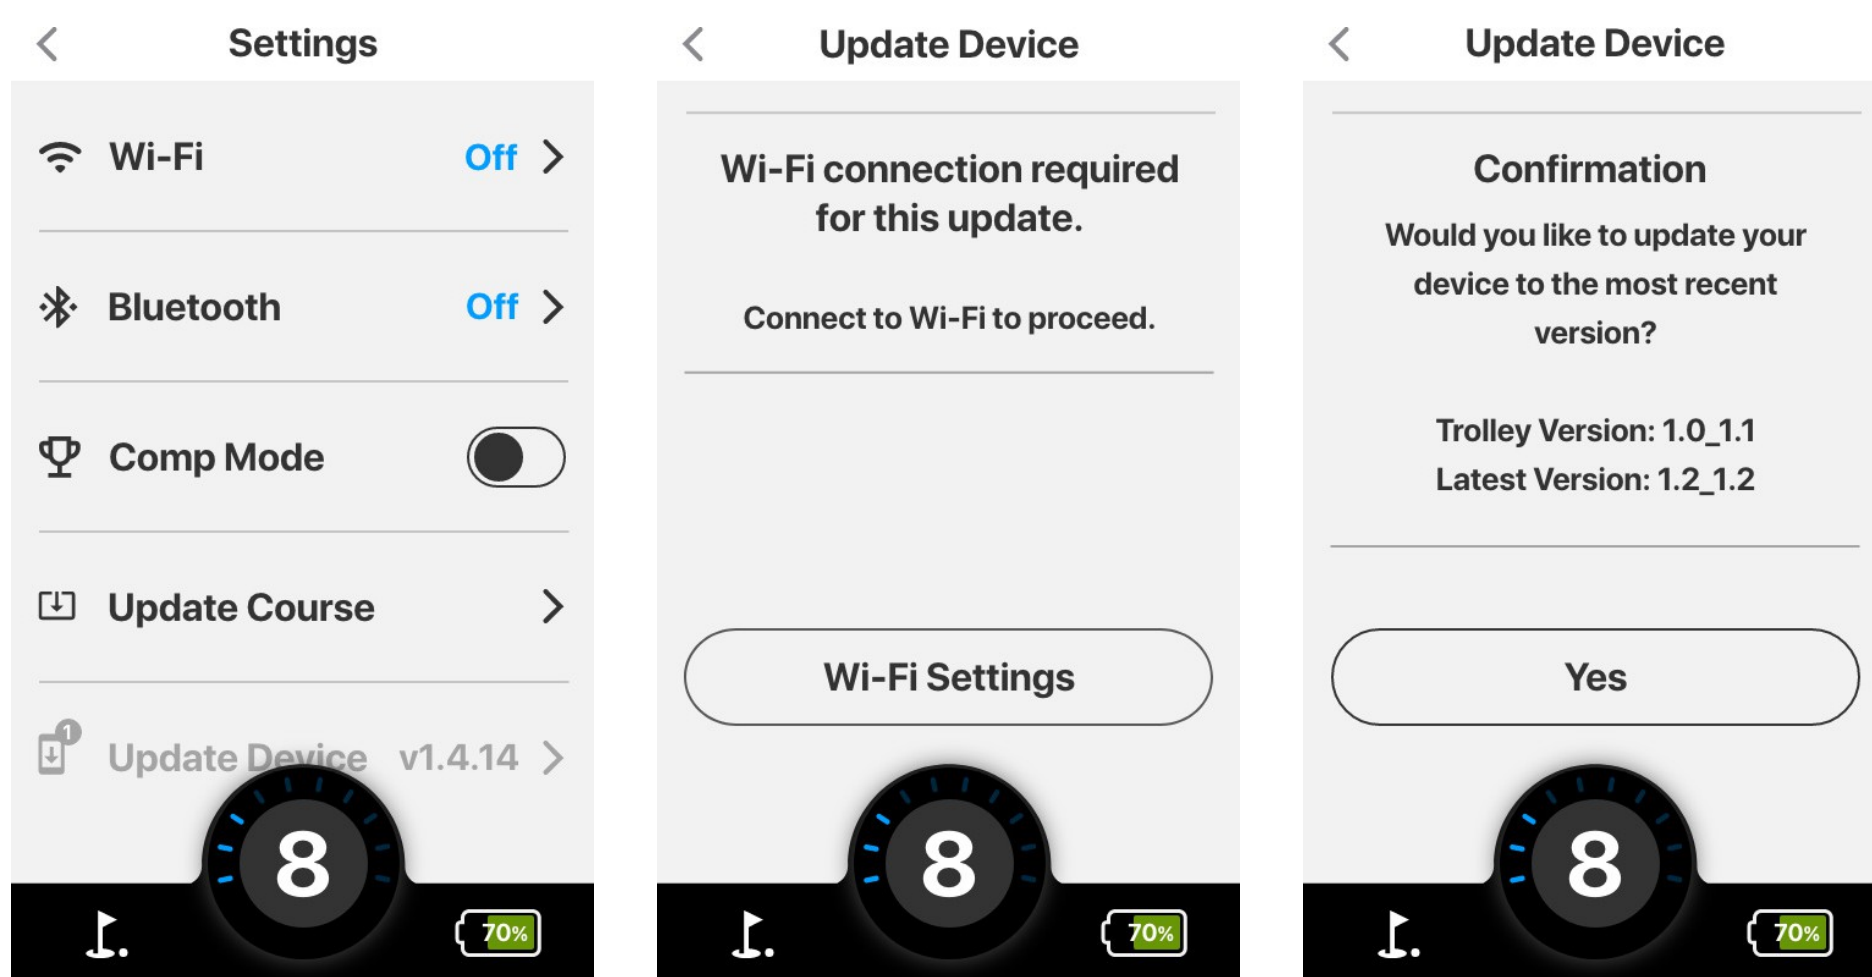 Settings
Wi-Fi Off
Bluetooth Off
Comp Mode
Update Course
1
Update Device v1.4.14
8
70%
Update Device
Wi-Fi connection required
for this update.
Connect to Wi-Fi to proceed.
Wi-Fi Settings
8
70%
Update Device
Confirmation
Would you like to update your
device to the most recent
version?
Trolley Version: 1.0_1.1
Latest Version: 1.2_1.2
Yes
8
70%